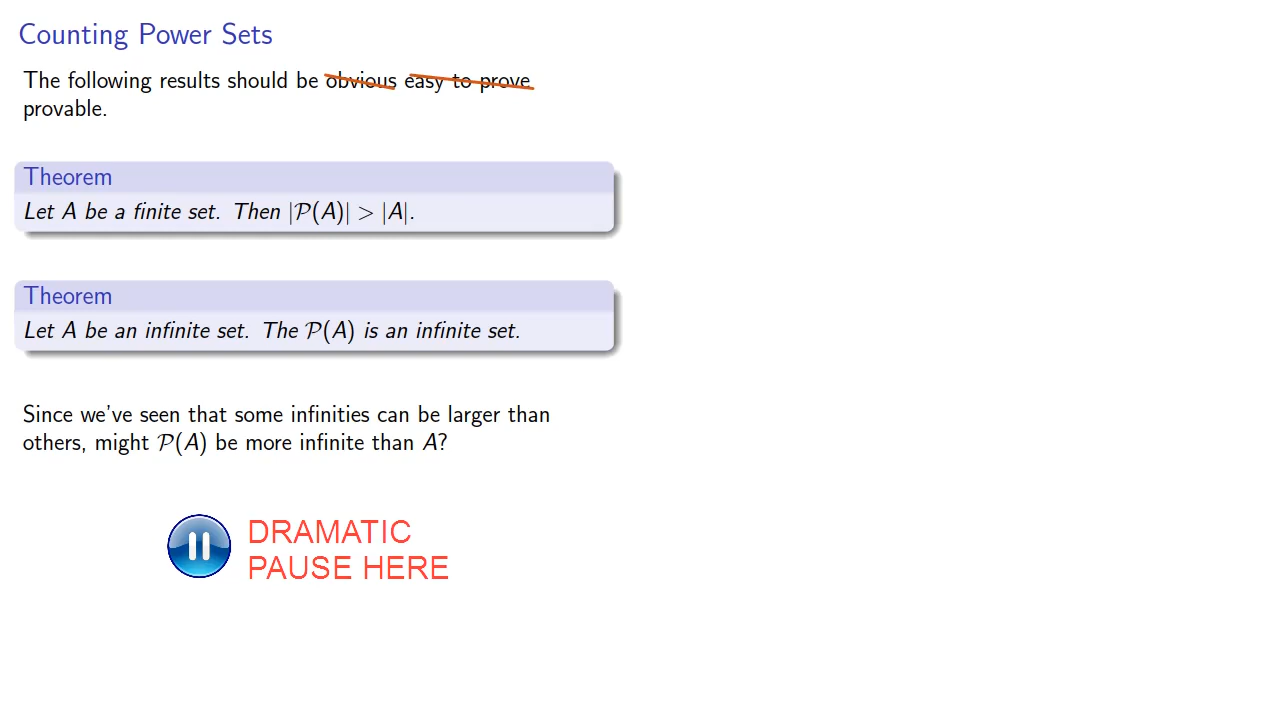 Counting Power Sets
The following results should be obvious easy to prove
provable.
Theorem
Let A be a finite set. Then |𝒫(A)| > |A|.
Theorem
Let A be an infinite set. The 𝒫(A) is an infinite set.
Since we've seen that some infinities can be larger than
others, might 𝒫(A) be more infinite than A?
DRAMATIC
PAUSE HERE